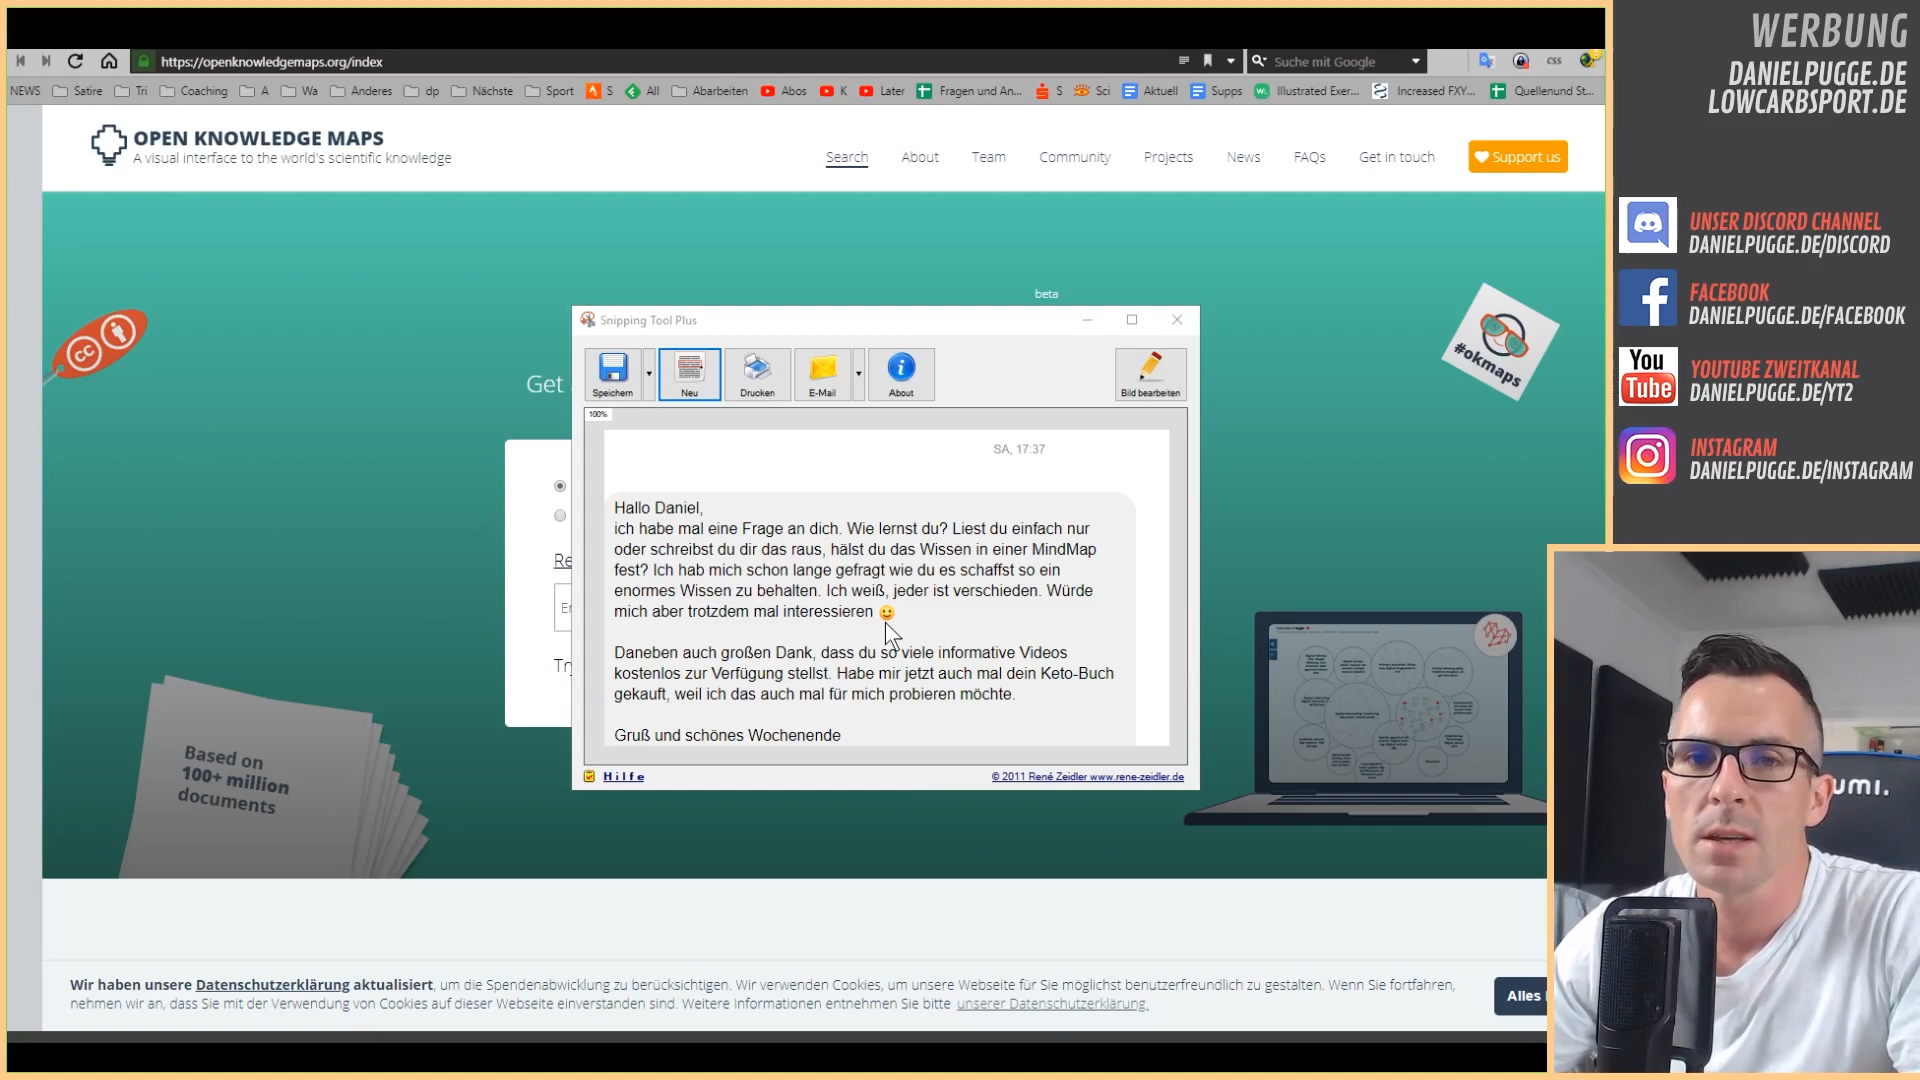 https://openknowledgemaps.org/index
Suche mit Google
CSS
NEWS Satire Tri Coaching A Wa Anderes dp Nächste Sport S All Abarbeiten Abos K Later Fragen und An... S Sci Aktuell Supps Illustrated Exer... Increased FXY... Quellenund St...
OPEN KNOWLEDGE MAPS
A visual interface to the world's scientific knowledge
Search About Team Community Projects News FAQs Get in touch Support us
beta
cc
#okmaps
Get
Re
Tr
Based on
100+ million
documents
Snipping Tool Plus
Speichern Neu Drucken E-Mail About Bild bearbeiten
100%
SA, 17:37
Hallo Daniel,
ich habe mal eine Frage an dich. Wie lernst du? Liest du einfach nur
oder schreibst du dir das raus, hälst du das Wissen in einer MindMap
fest? Ich hab mich schon lange gefragt wie du es schaffst so ein
enormes Wissen zu behalten. Ich weiß, jeder ist verschieden. Würde
mich aber trotzdem mal interessieren 🙂
Daneben auch großen Dank, dass du so viele informative Videos
kostenlos zur Verfügung stellst. Habe mir jetzt auch mal dein Keto-Buch
gekauft, weil ich das auch mal für mich probieren möchte.
Gruß und schönes Wochenende
Hilfe
© 2011 René Zeidler www.rene-zeidler.de
Wir haben unsere Datenschutzerklärung aktualisiert, um die Spendenabwicklung zu berücksichtigen. Wir verwenden Cookies, um unsere Webseite für Sie möglichst benutzerfreundlich zu gestalten. Wenn Sie fortfahren,
nehmen wir an, dass Sie mit der Verwendung von Cookies auf dieser Webseite einverstanden sind. Weitere Informationen entnehmen Sie bitte unserer Datenschutzerklärung.
Alles
WERBUNG
DANIELPUGGE.DE
LOWCARBSPORT.DE
UNSER DISCORD CHANNEL
DANIELPUGGE.DE/DISCORD
FACEBOOK
DANIELPUGGE.DE/FACEBOOK
You
Tube
YOUTUBE ZWEITKANAL
DANIELPUGGE.DE/YT2
INSTAGRAM
DANIELPUGGE.DE/INSTAGRAM
umi.